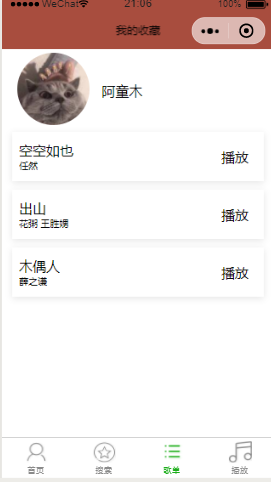 WeChat 21:06 100%
我的收藏
阿童木
空空如也
任然
播放
出山
花粥 王胜娚
播放
木偶人
薛之谦
播放
首页 搜索 歌单 播放